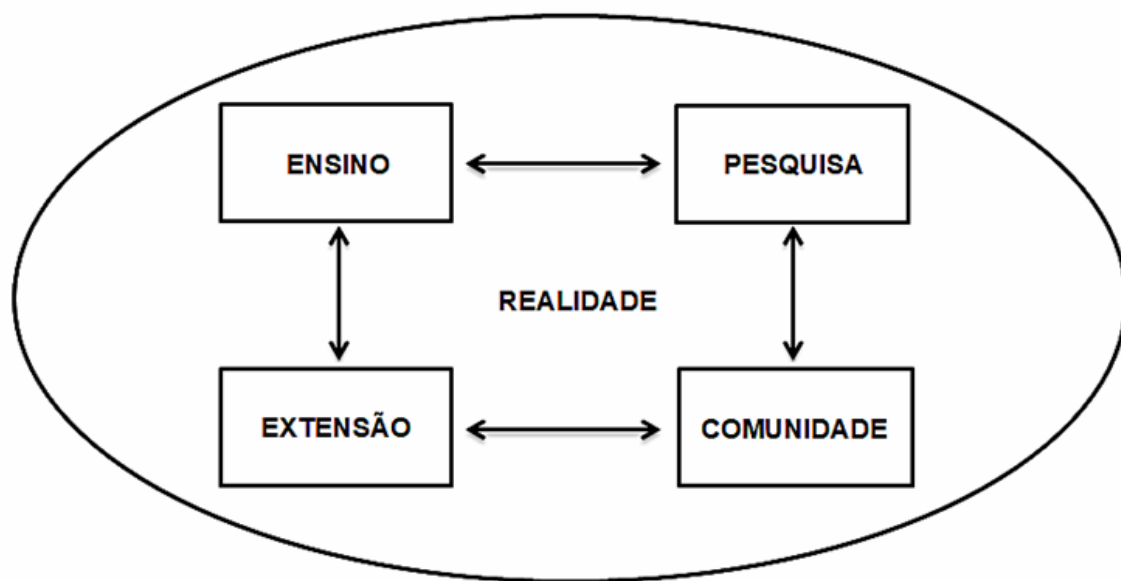 ENSINO
PESQUISA
REALIDADE
EXTENSÃO
COMUNIDADE